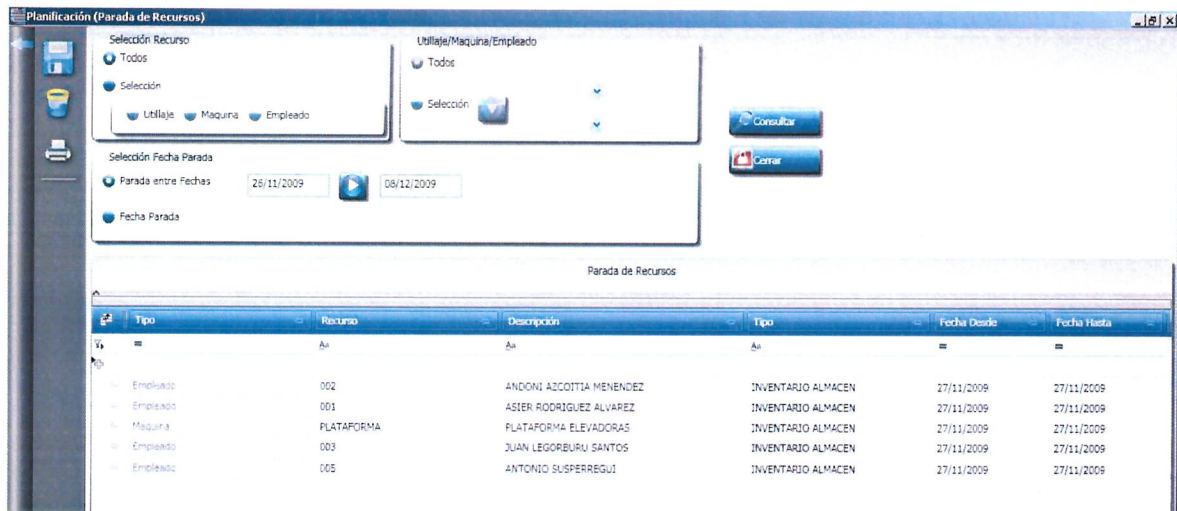 Planificación (Parada de Recursos)
Selección Recurso
Todos
Selección
Utillaje Maquina Empleado
Utillaje/Maquina/Empleado
Todos
Selección
Consultar
Cerrar
Selección Fecha Parada
Parada entre Fechas 26/11/2009 08/12/2009
Fecha Parada
Parada de Recursos
Tipo Recurso Descripción Tipo Fecha Desde Fecha Hasta
= Aa Aa Aa = =
Empleado 002 ANDONI AZCOITIA MENENDEZ INVENTARIO ALMACEN 27/11/2009 27/11/2009
Empleado 001 ASIER RODRIGUEZ ALVAREZ INVENTARIO ALMACEN 27/11/2009 27/11/2009
Maquina PLATAFORMA PLATAFORMA ELEVADORAS INVENTARIO ALMACEN 27/11/2009 27/11/2009
Empleado 003 JUAN LEGORBURU SANTOS INVENTARIO ALMACEN 27/11/2009 27/11/2009
Empleado 005 ANTONIO SUSPERREGUI INVENTARIO ALMACEN 27/11/2009 27/11/2009